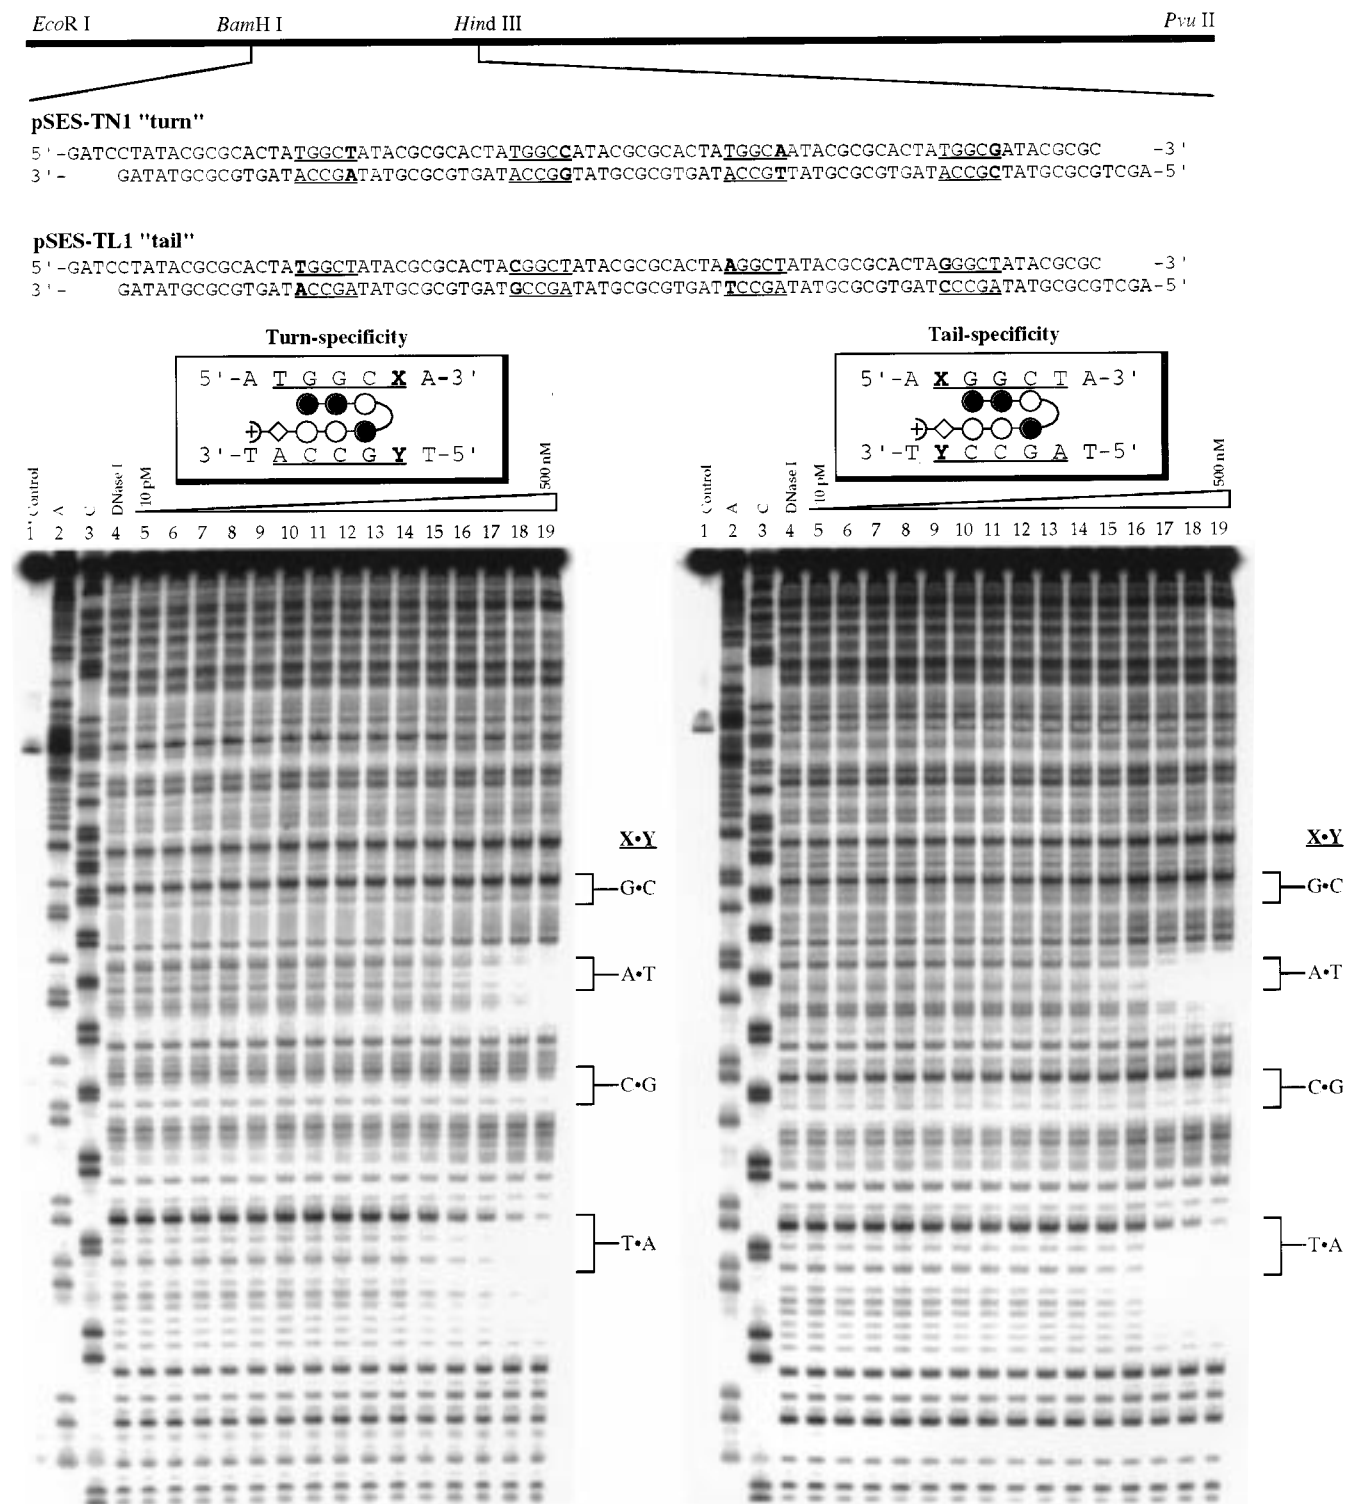 EcoR I BamH I Hind III Pvu II
pSES-TN1 "turn"
5'-GATCCTATACGCGCACTATGGCTATACGCGCACTATGGCCATACGCGCACTATGGCAATACGCGCACTATGGCGATACGCGC -3'
3'- GATATGCGCGTGATACCGATATGCGCGTGATACCGGTATGCGCGTGATACCGTTATGCGCGTGATACCGCTATGCGCGTCGA-5'
pSES-TL1 "tail"
5'-GATCCTATACGCGCACTATGGCTATACGCGCACTACGGCTATACGCGCACTAAGGCTATACGCGCACTAGGGCTATACGCGC -3'
3'- GATATGCGCGTGATACCGATATGCGCGTGATGCCGATATGCGCGTGATTCCGATATGCGCGTGATCCCGATATGCGCGTCGA-5'
Turn-specificity
5'-A T G G C X A-3'
+
3'-T A C C G Y T-5'
Control A C DNase I 10 pM 500 nM
1 2 3 4 5 6 7 8 9 10 11 12 13 14 15 16 17 18 19
X•Y
G•C
A•T
C•G
T•A
Tail-specificity
5'-A X G G C T A-3'
+
3'-T Y C C G A T-5'
Control A C DNase I 10 pM 500 nM
1 2 3 4 5 6 7 8 9 10 11 12 13 14 15 16 17 18 19
X•Y
G•C
A•T
C•G
T•A